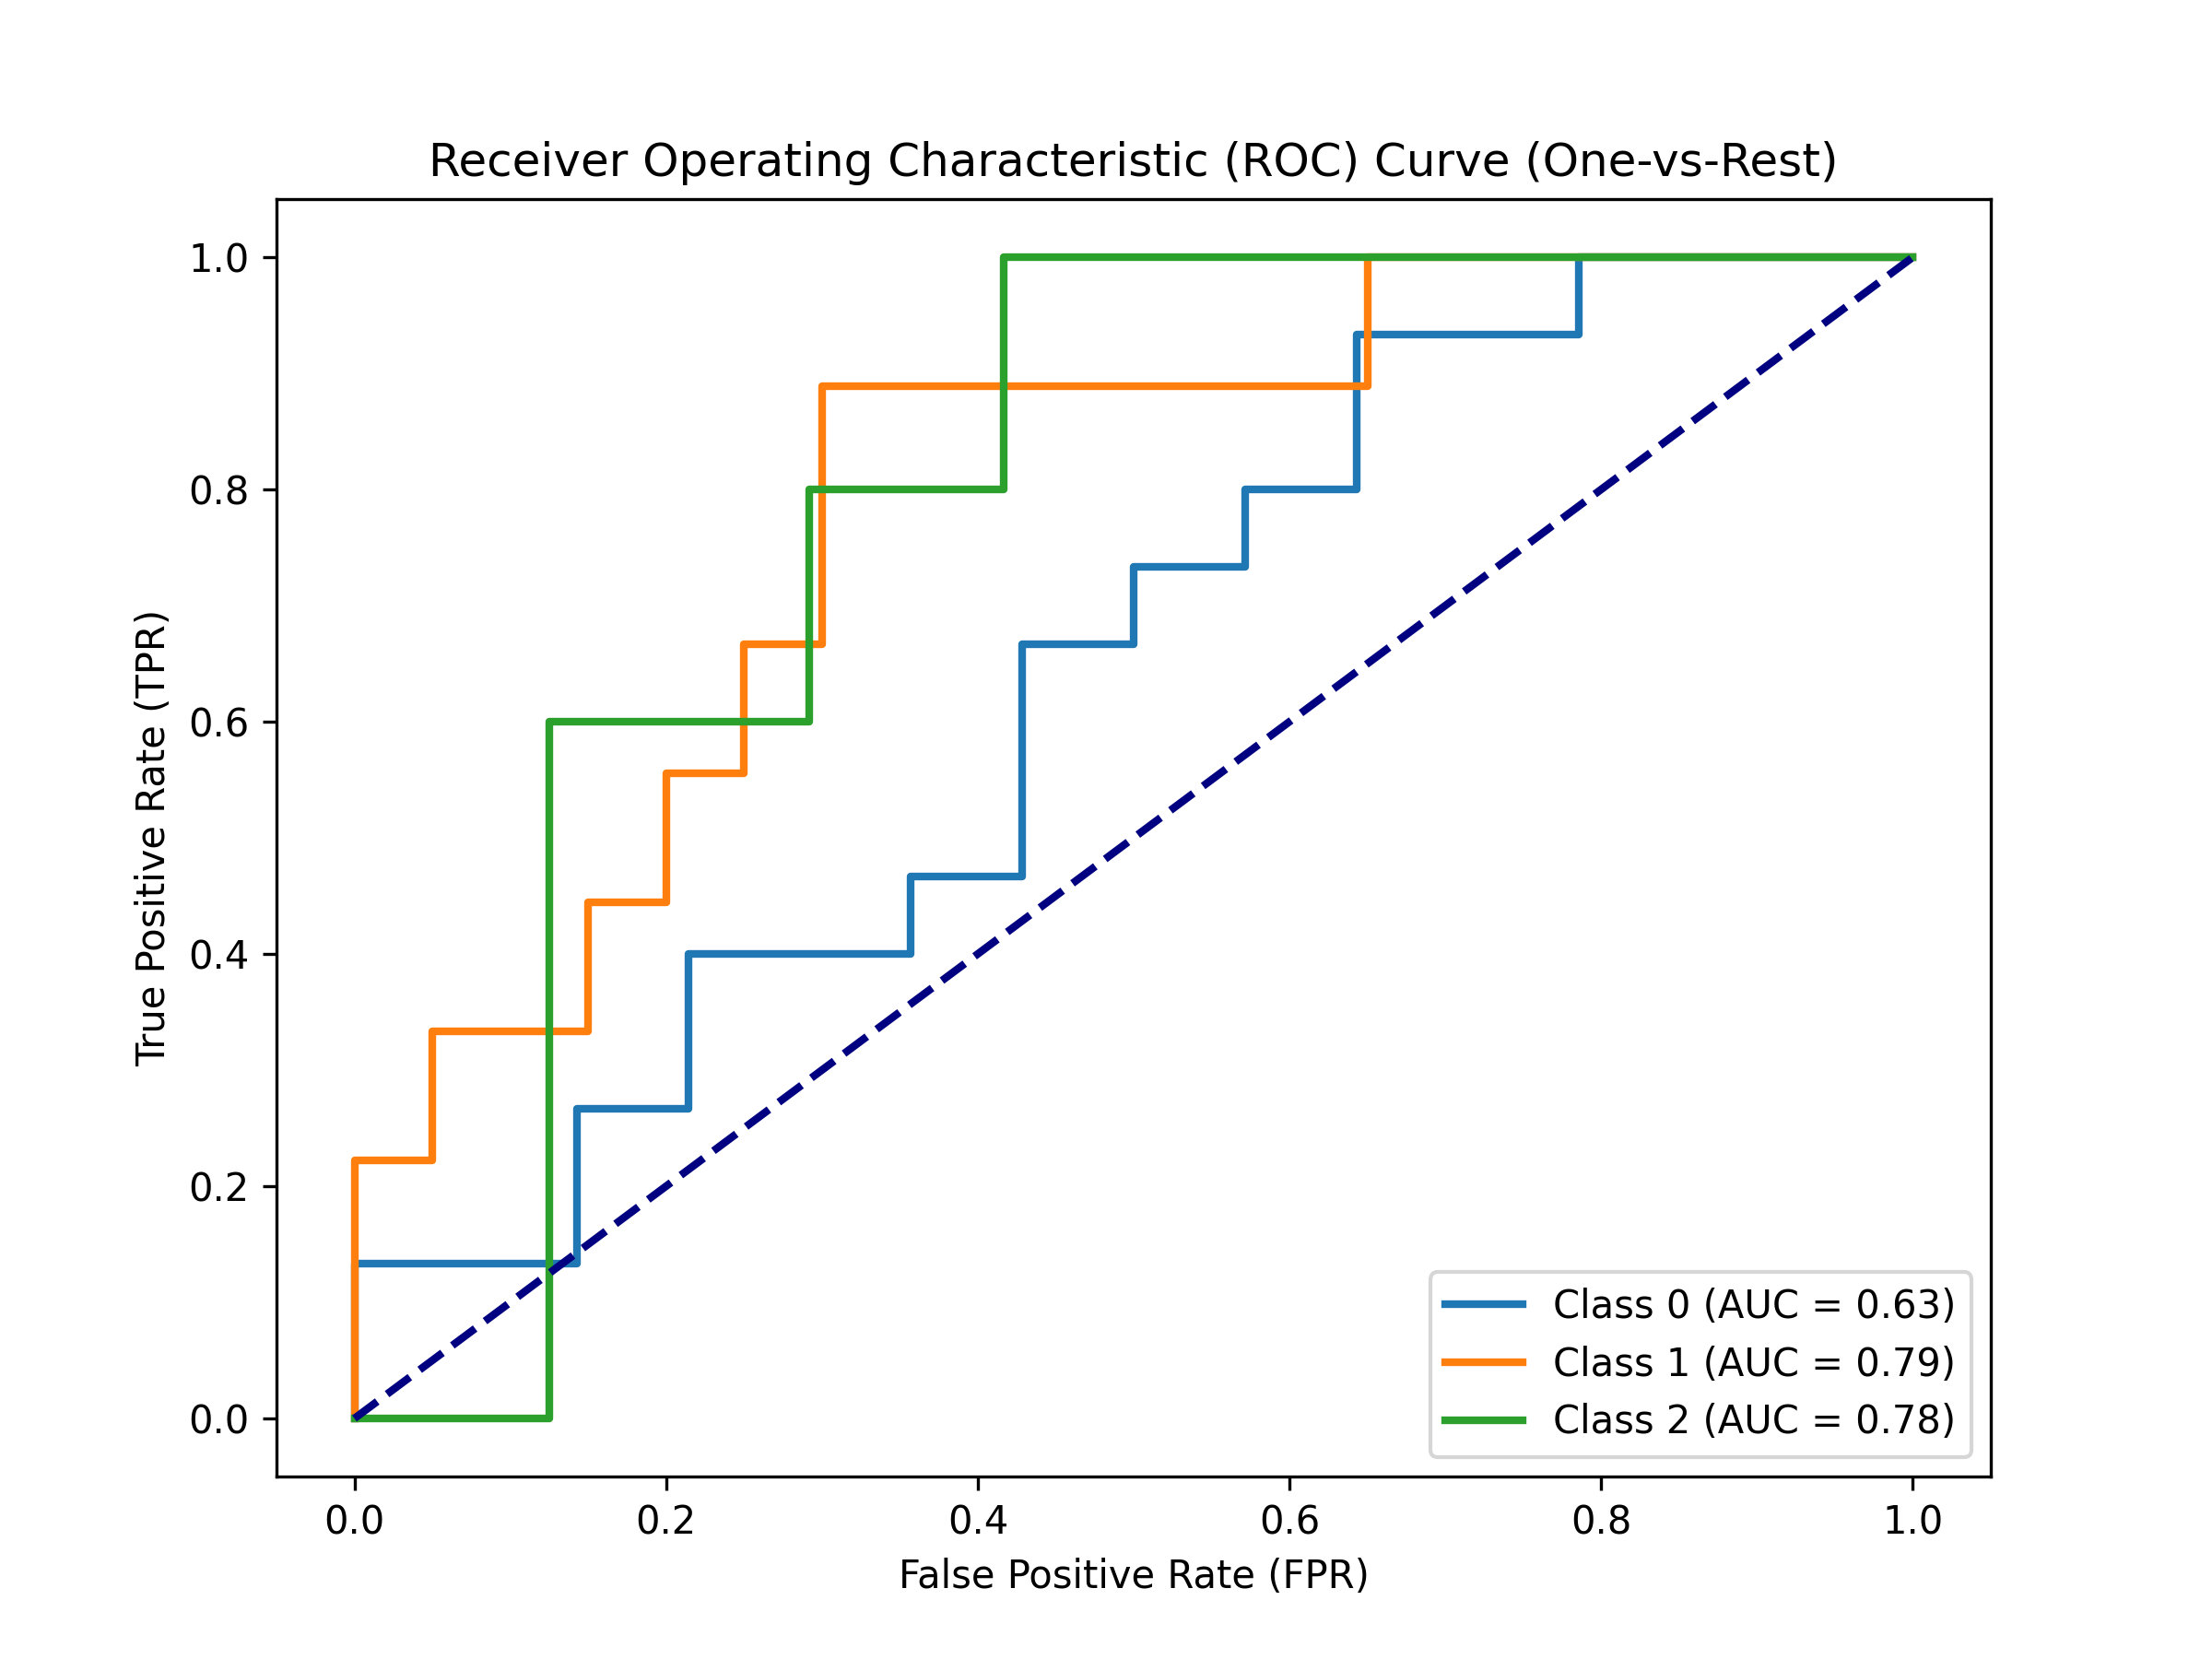 Receiver Operating Characteristic (ROC) Curve (One-vs-Rest)
True Positive Rate (TPR)
1.0
0.8
0.6
0.4
0.2
0.0
0.0 0.2 0.4 0.6 0.8 1.0
False Positive Rate (FPR)
Class 0 (AUC = 0.63)
Class 1 (AUC = 0.79)
Class 2 (AUC = 0.78)